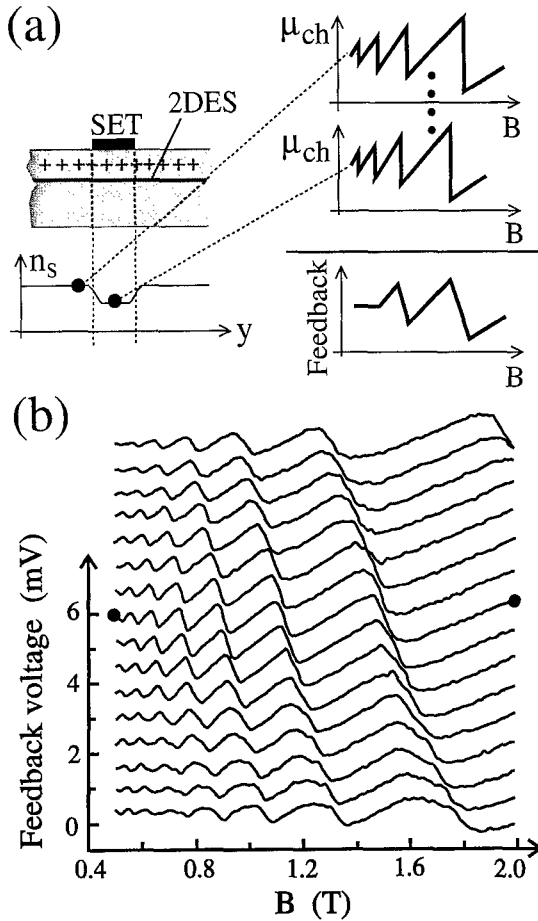 (a)
2DES
SET
+++++++++++
n_s
y
μ_ch
B
μ_ch
B
Feedback
B
(b)
Feedback voltage (mV)
6
4
2
0
0.4 0.8 1.2 1.6 2.0
B (T)